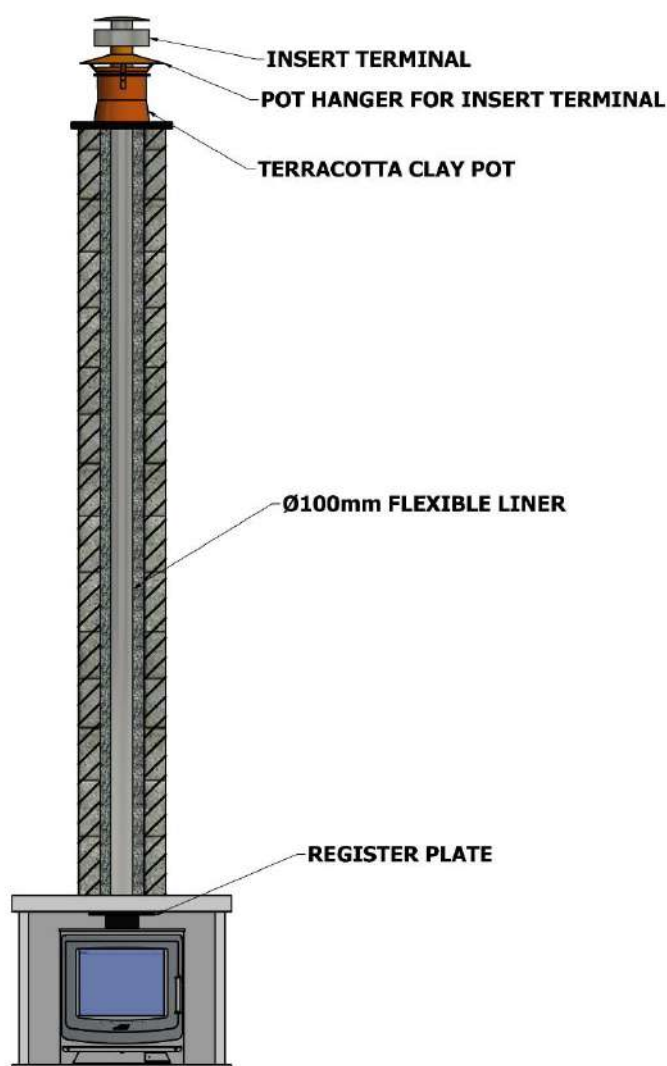 INSERT TERMINAL
POT HANGER FOR INSERT TERMINAL
TERRACOTTA CLAY POT
Ø100mm FLEXIBLE LINER
REGISTER PLATE